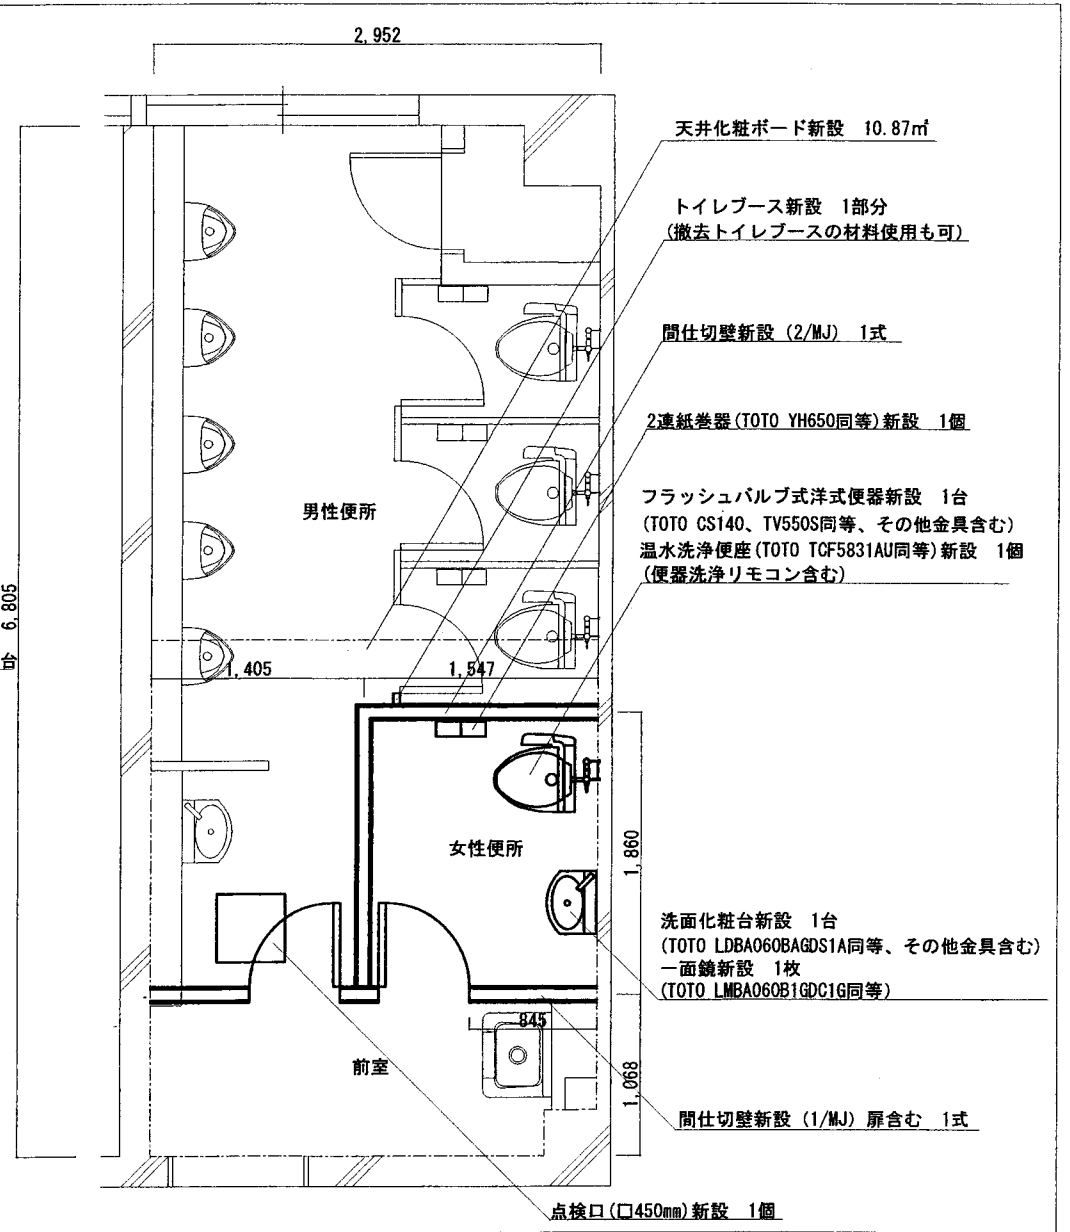 2,952
天井化粧ボード新設 10.87㎡
トイレブース新設 1部分
(撤去トイレブースの材料使用も可)
間仕切壁新設 (2/MJ) 1式
2連紙巻器(TOTO YH650同等)新設 1個
フラッシュバルブ式洋式便器新設 1台
(TOTO CS140、TV550S同等、その他金具含む)
温水洗浄便座(TOTO TCF5831AU同等)新設 1個
(便器洗浄リモコン含む)
男性便所
6,805
1,405
1,547
女性便所
1,860
洗面化粧台新設 1台
(TOTO LDBA060BAGDS1A同等、その他金具含む)
一面鏡新設 1枚
(TOTO LMBA060B1GDC1G同等)
845
前室
1,068
間仕切壁新設 (1/MJ) 扉含む 1式
点検口(□450mm)新設 1個